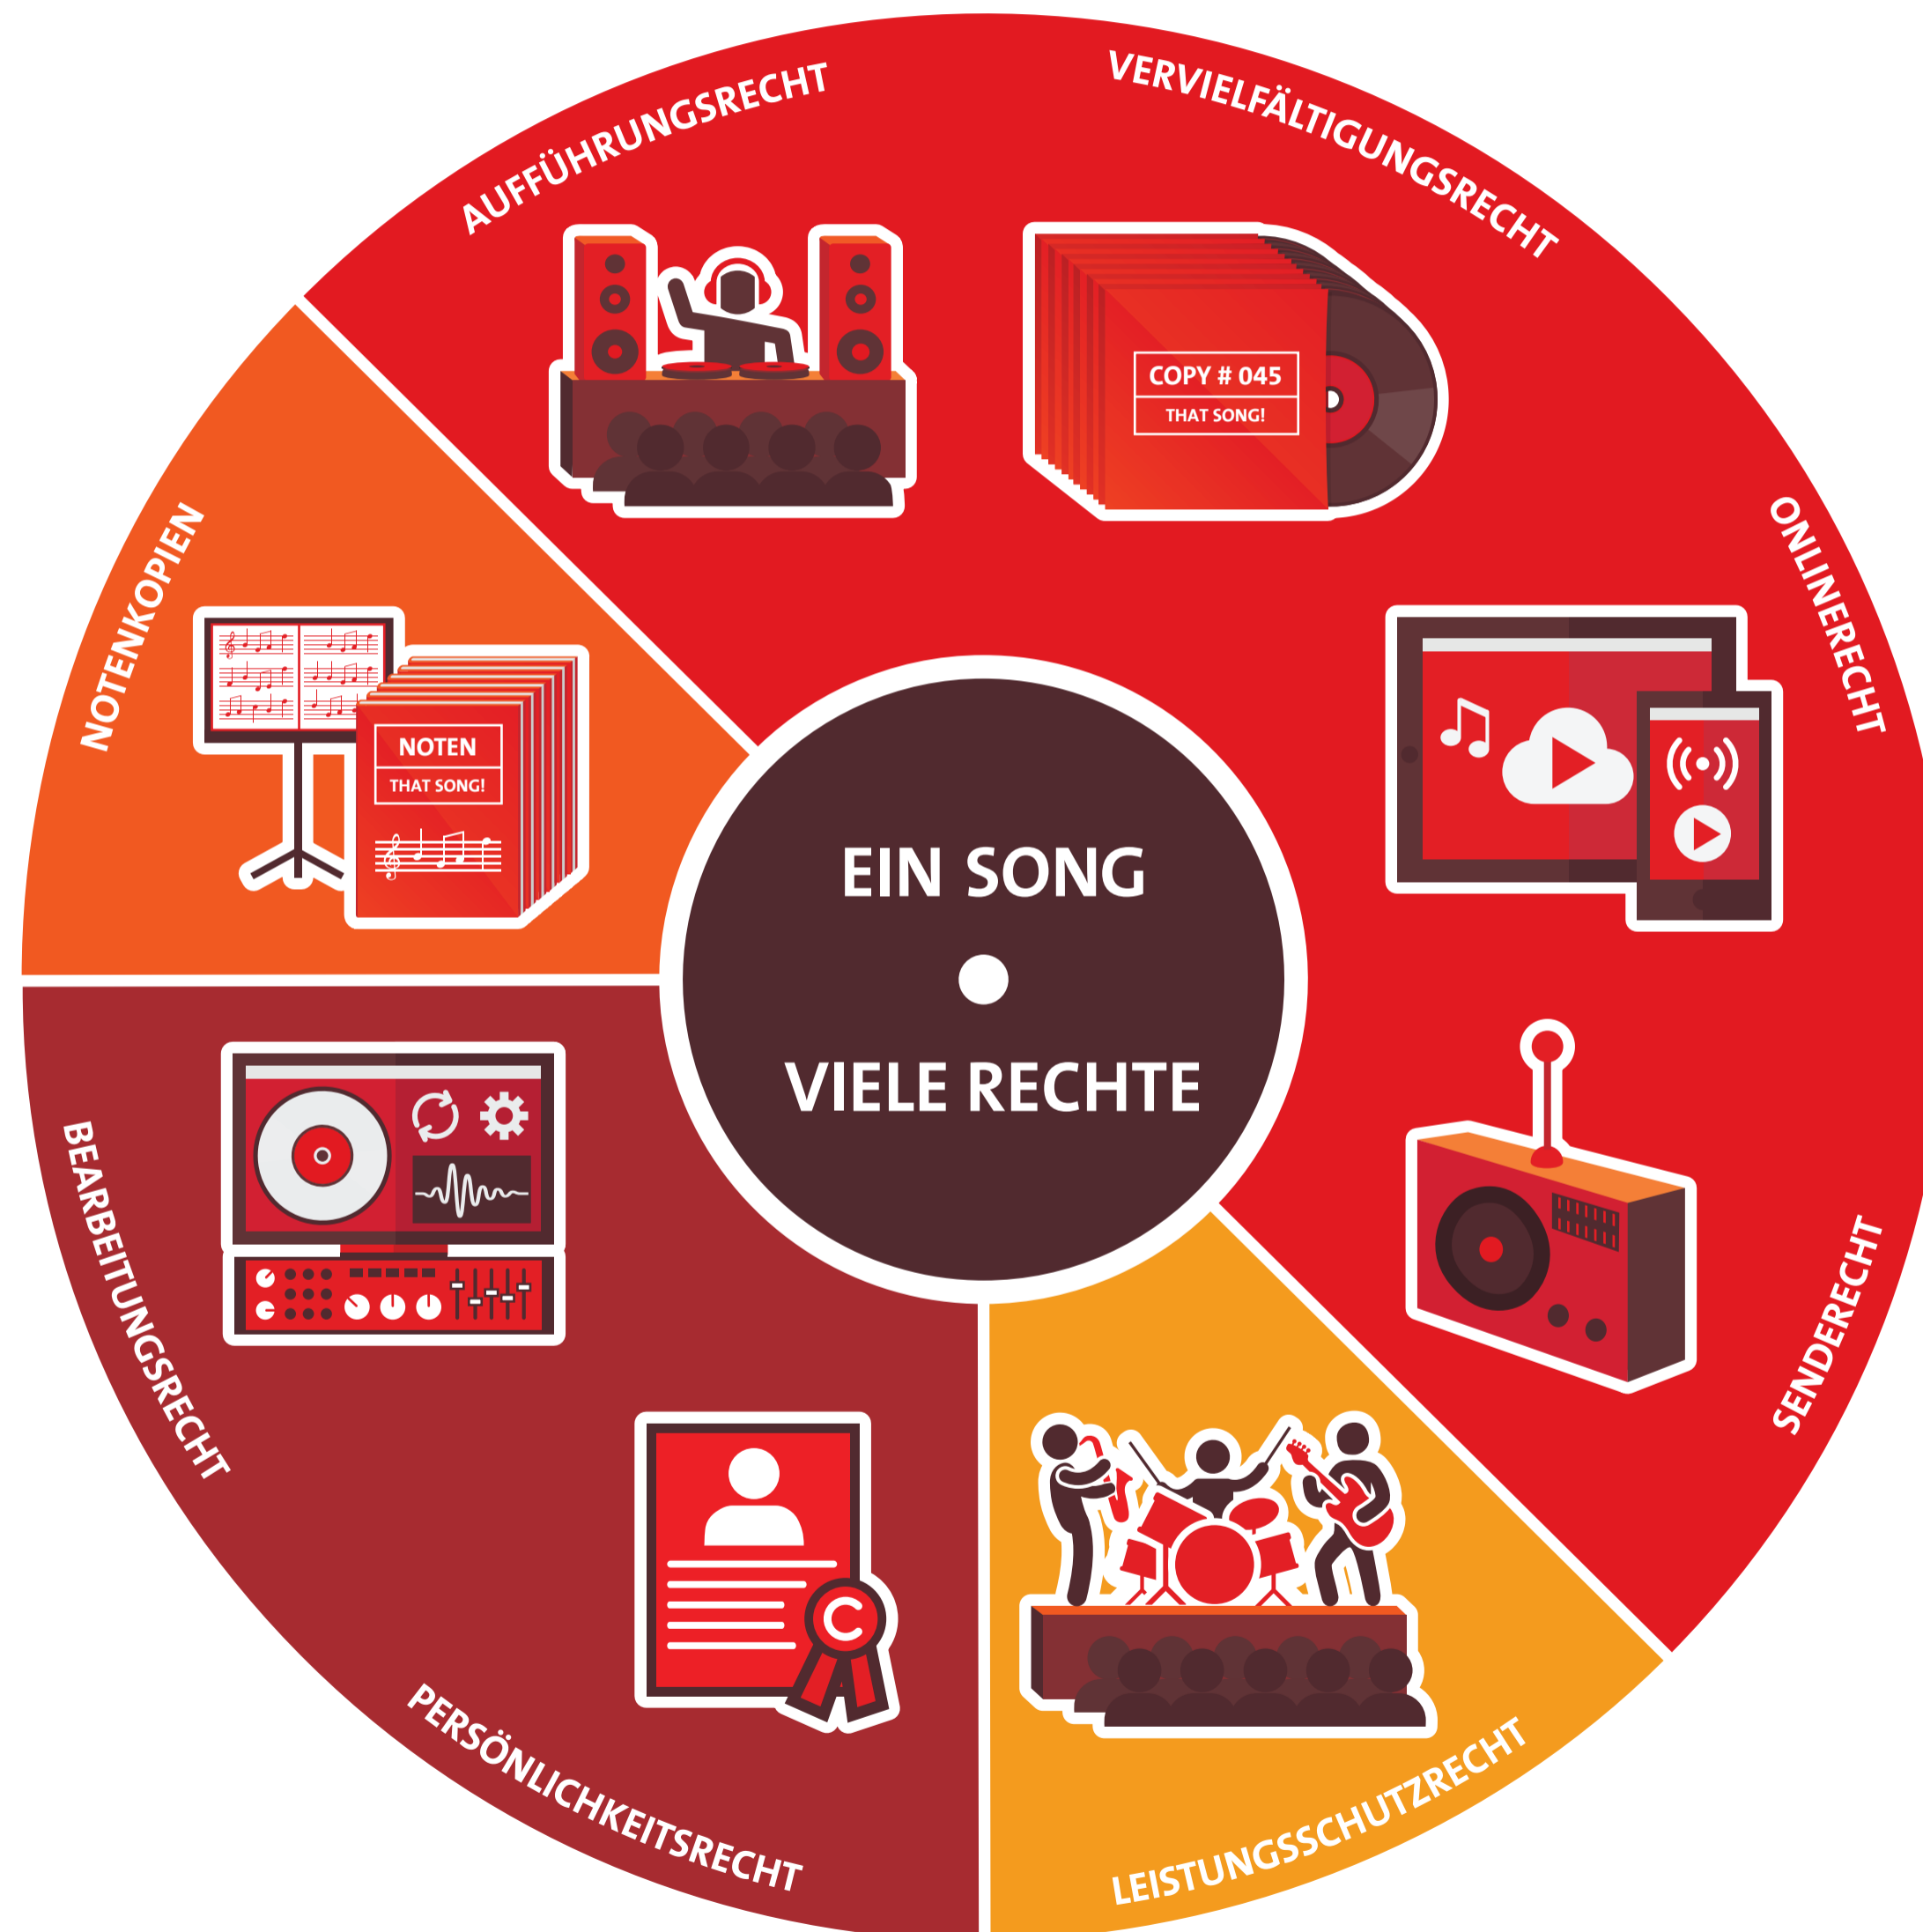 AUFFÜHRUNGSRECHT
VERVIELFÄLTIGUNGSRECHT
COPY # 045
THAT SONG!
ONLINERECHT
NOTENKOPIEN
NOTEN
THAT SONG!
EIN SONG
VIELE RECHTE
SENDERECHT
BEARBEITUNGSRECHT
C
PERSÖNLICHKEITSRECHT
LEISTUNGSSCHUTZRECHT